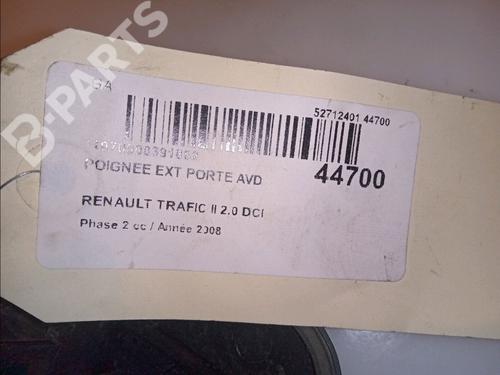 B-PARTS
52712401 44700
POIGNEE EXT PORTE AVD
44700
RENAULT TRAFIC II 2.0 DCI
Phase 2 cc / Année 2008